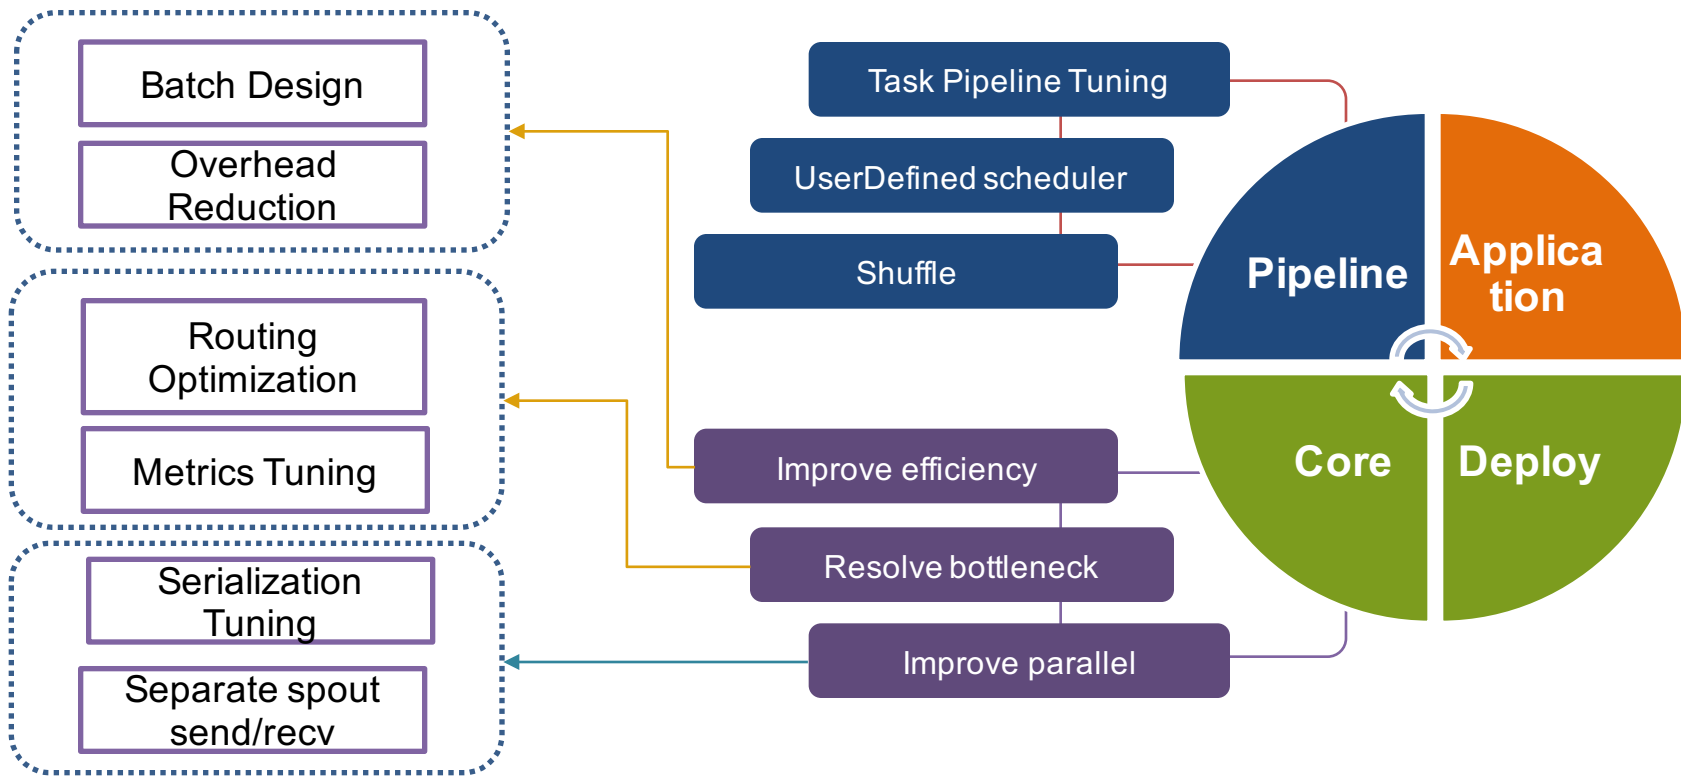 Batch Design
Overhead
Reduction
Routing
Optimization
Metrics Tuning
Serialization
Tuning
Separate spout
send/recv
Task Pipeline Tuning
UserDefined scheduler
Shuffle
Improve efficiency
Resolve bottleneck
Improve parallel
Pipeline
Applica
tion
Core
Deploy